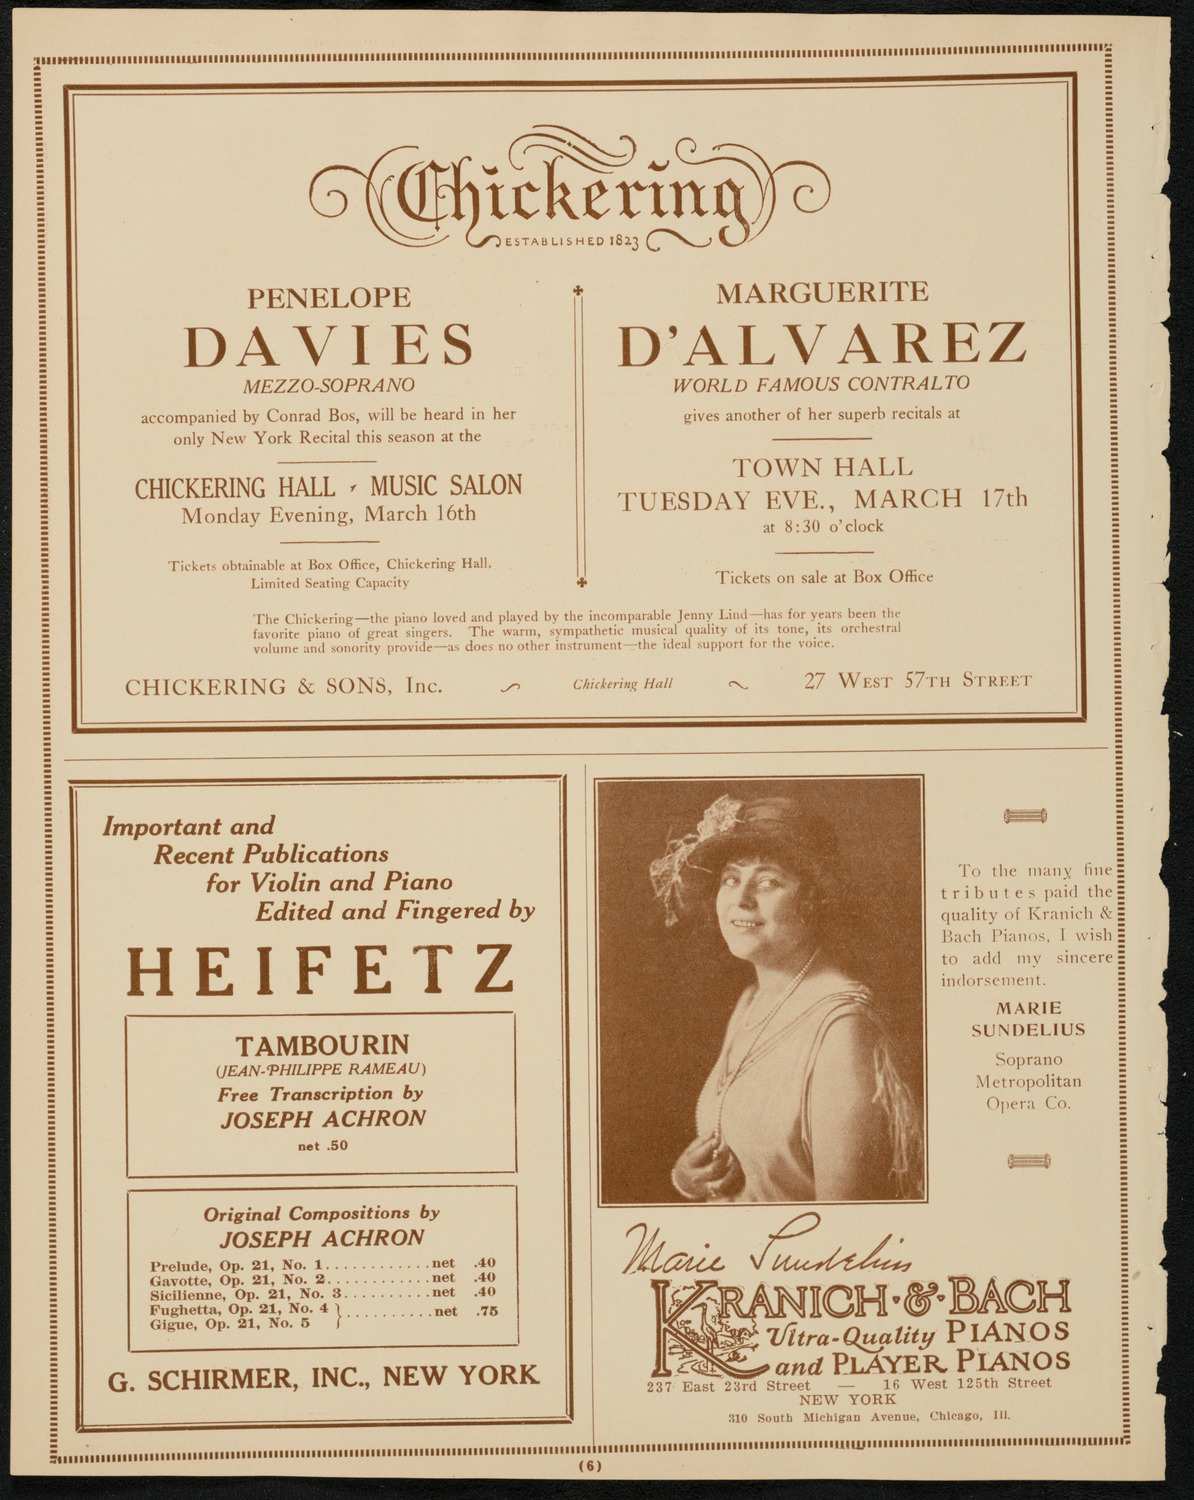 Chickering
ESTABLISHED 1823
PENELOPE
DAVIES
MEZZO-SOPRANO
accompanied by Conrad Bos, will be heard in her
only New York Recital this season at the
CHICKERING HALL - MUSIC SALON
Monday Evening, March 16th
Tickets obtainable at Box Office, Chickering Hall.
Limited Seating Capacity
MARGUERITE
D'ALVAREZ
WORLD FAMOUS CONTRALTO
gives another of her superb recitals at
TOWN HALL
TUESDAY EVE., MARCH 17th
at 8:30 o'clock
Tickets on sale at Box Office
The Chickering—the piano loved and played by the incomparable Jenny Lind—has for years been the
favorite piano of great singers. The warm, sympathetic musical quality of its tone, its orchestral
volume and sonority provide—as does no other instrument—the ideal support for the voice.
CHICKERING & SONS, Inc. Chickering Hall 27 WEST 57TH STREET
Important and
Recent Publications
for Violin and Piano
Edited and Fingered by
HEIFETZ
TAMBOURIN
(JEAN-PHILIPPE RAMEAU)
Free Transcription by
JOSEPH ACHRON
net .50
Original Compositions by
JOSEPH ACHRON
Prelude, Op. 21, No. 1............net .40
Gavotte, Op. 21, No. 2............net .40
Sicilienne, Op. 21, No. 3..........net .40
Fughetta, Op. 21, No. 4 } ..........net .75
Gigue, Op. 21, No. 5
G. SCHIRMER, INC., NEW YORK
To the many fine
tributes paid the
quality of Kranich &
Bach Pianos, I wish
to add my sincere
indorsement.
MARIE
SUNDELIUS
Soprano
Metropolitan
Opera Co.
Marie Sundelius
KRANICH·&·BACH
Ultra-Quality PIANOS
and PLAYER PIANOS
237 East 23rd Street — 16 West 125th Street
NEW YORK
310 South Michigan Avenue, Chicago, Ill.
(6)